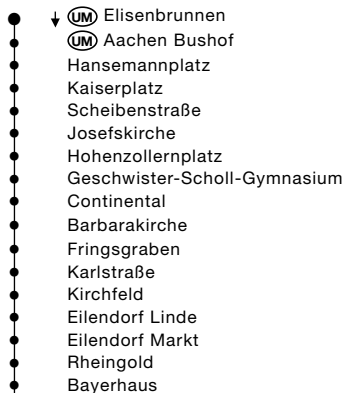 ↓ UM Elisenbrunnen
UM Aachen Bushof
Hansemannplatz
Kaiserplatz
Scheibenstraße
Josefskirche
Hohenzollernplatz
Geschwister-Scholl-Gymnasium
Continental
Barbarakirche
Fringsgraben
Karlstraße
Kirchfeld
Eilendorf Linde
Eilendorf Markt
Rheingold
Bayerhaus